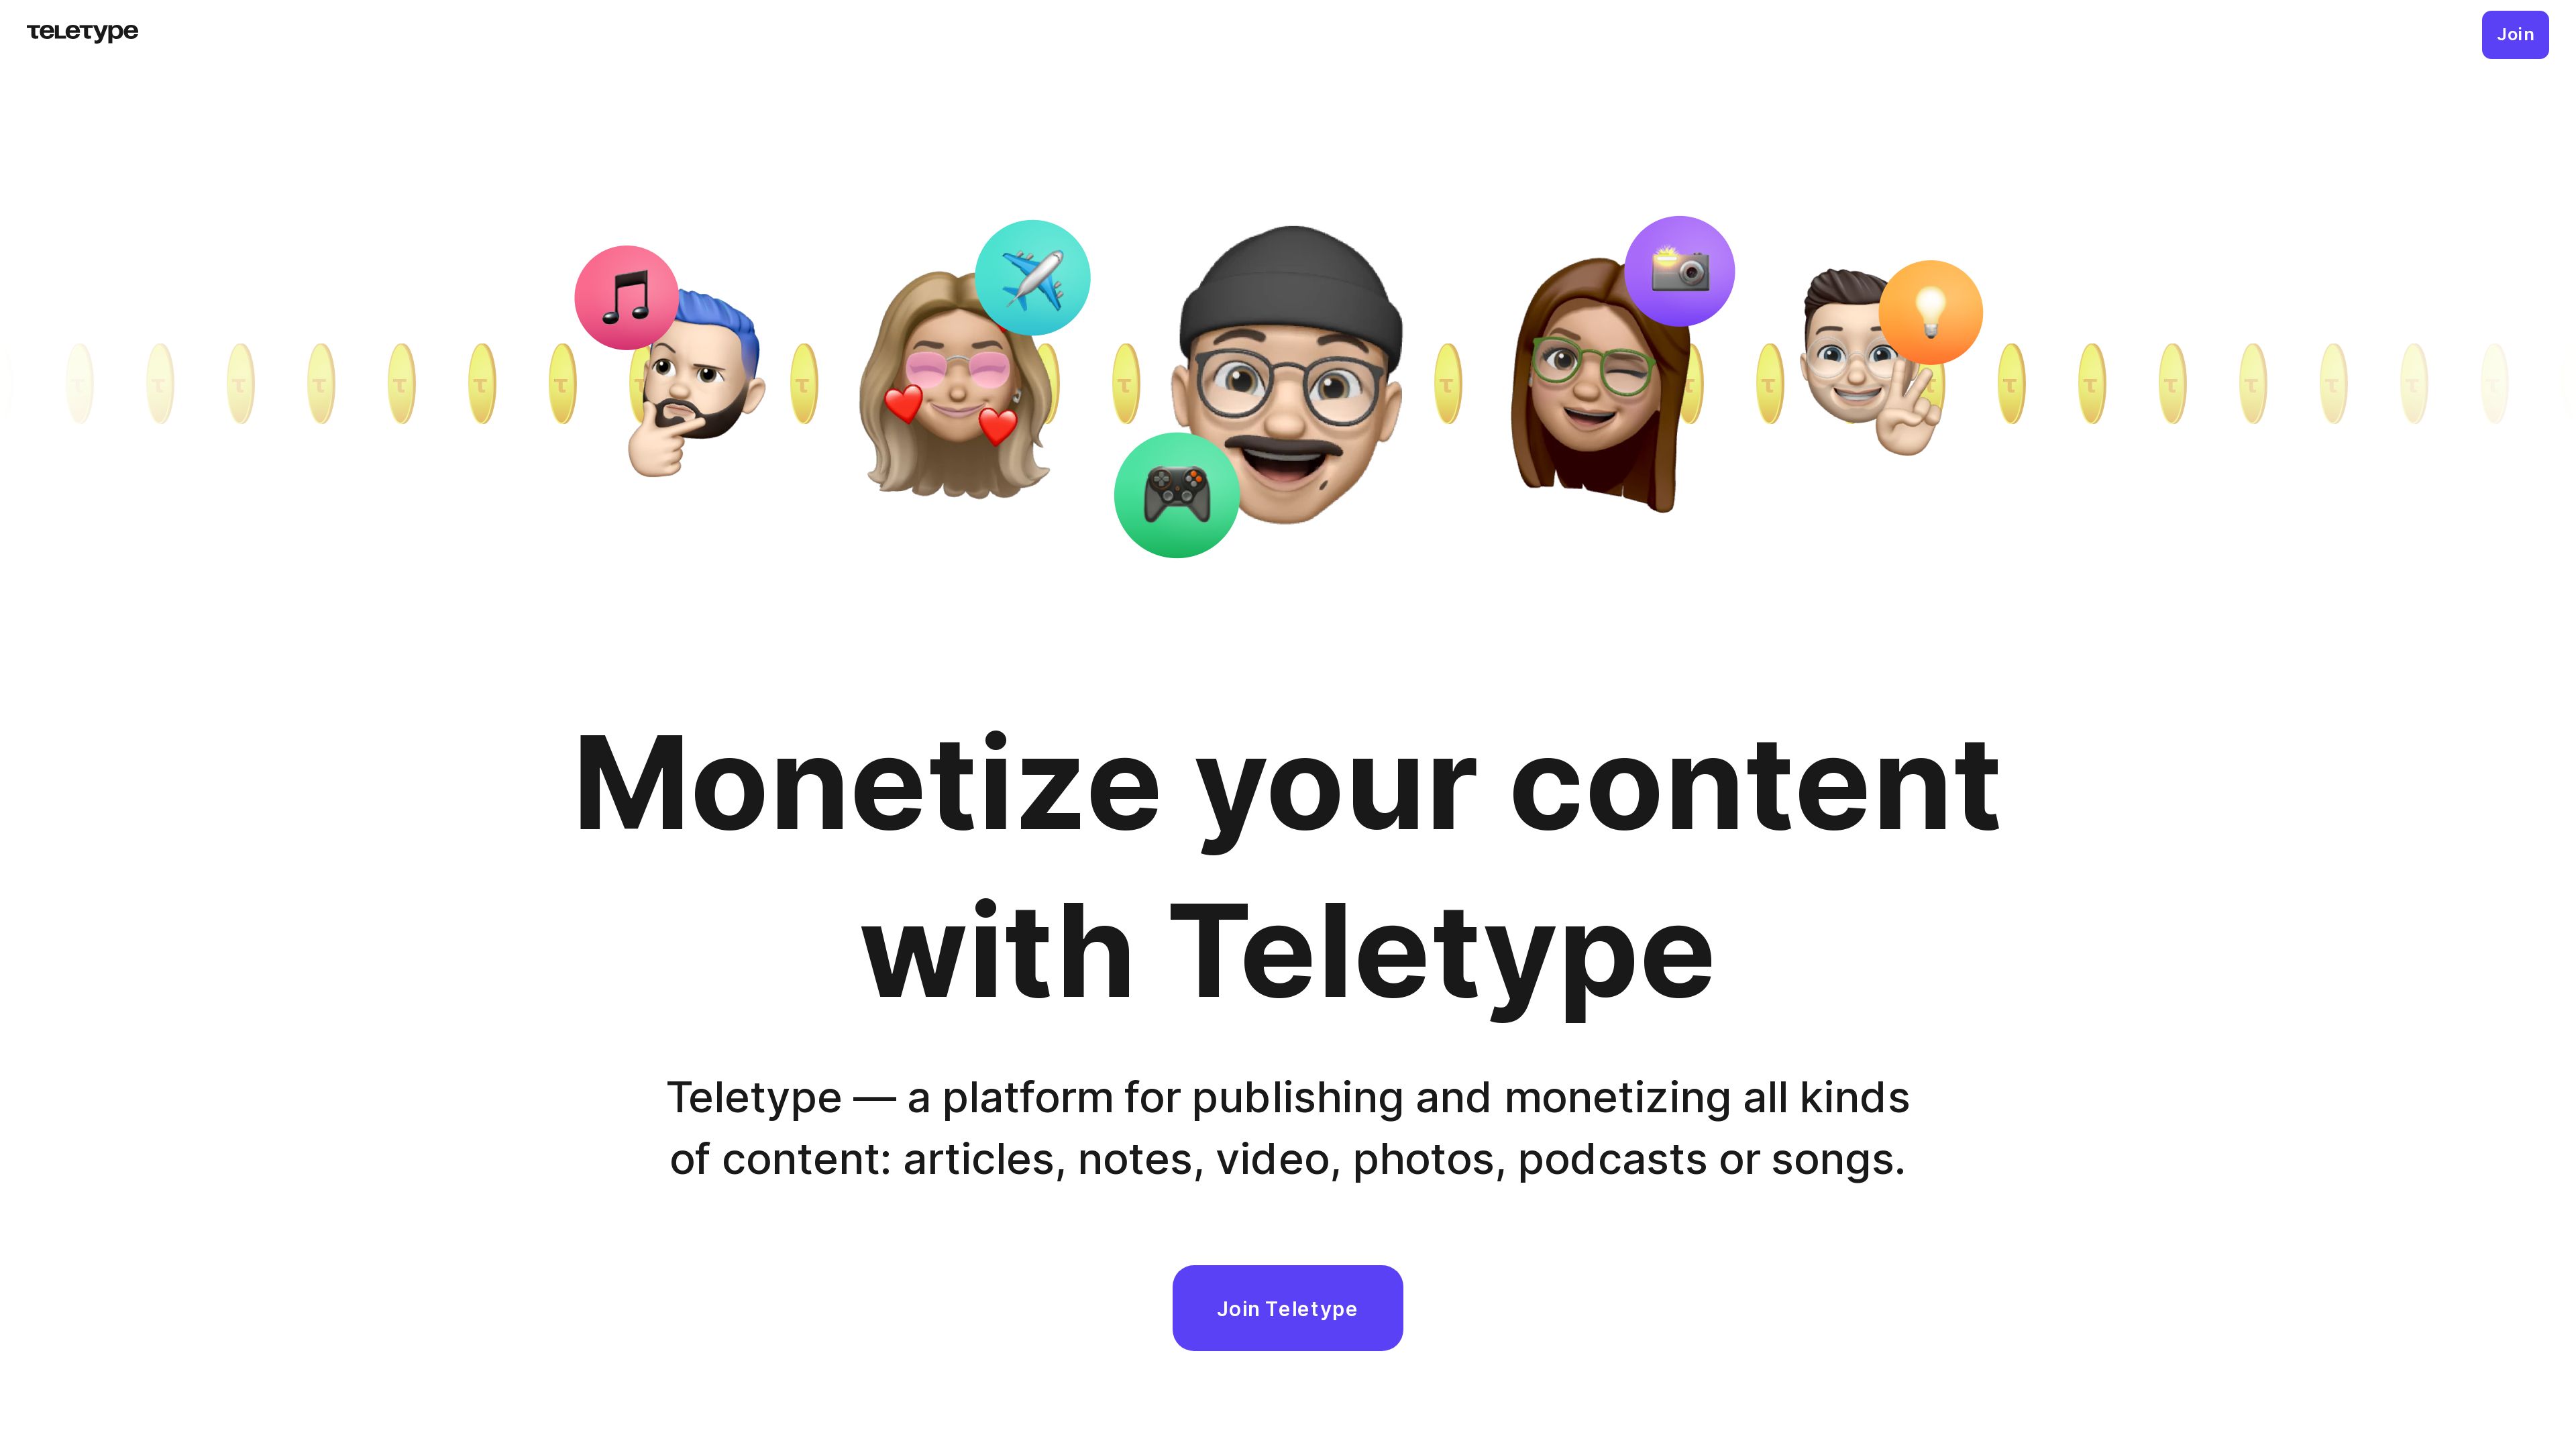 TELETYPE
Join
Monetize your content
with Teletype
Teletype — a platform for publishing and monetizing all kinds
of content: articles, notes, video, photos, podcasts or songs.
Join Teletype